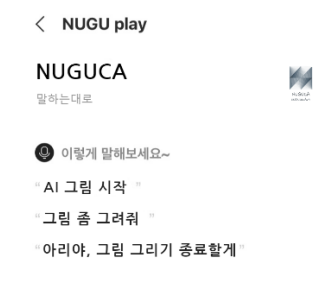 NUGU play
NUGUCA
말하는대로
이렇게 말해보세요~
“AI 그림 시작 ”
“그림 좀 그려줘 ”
“아리야, 그림 그리기 종료할게”